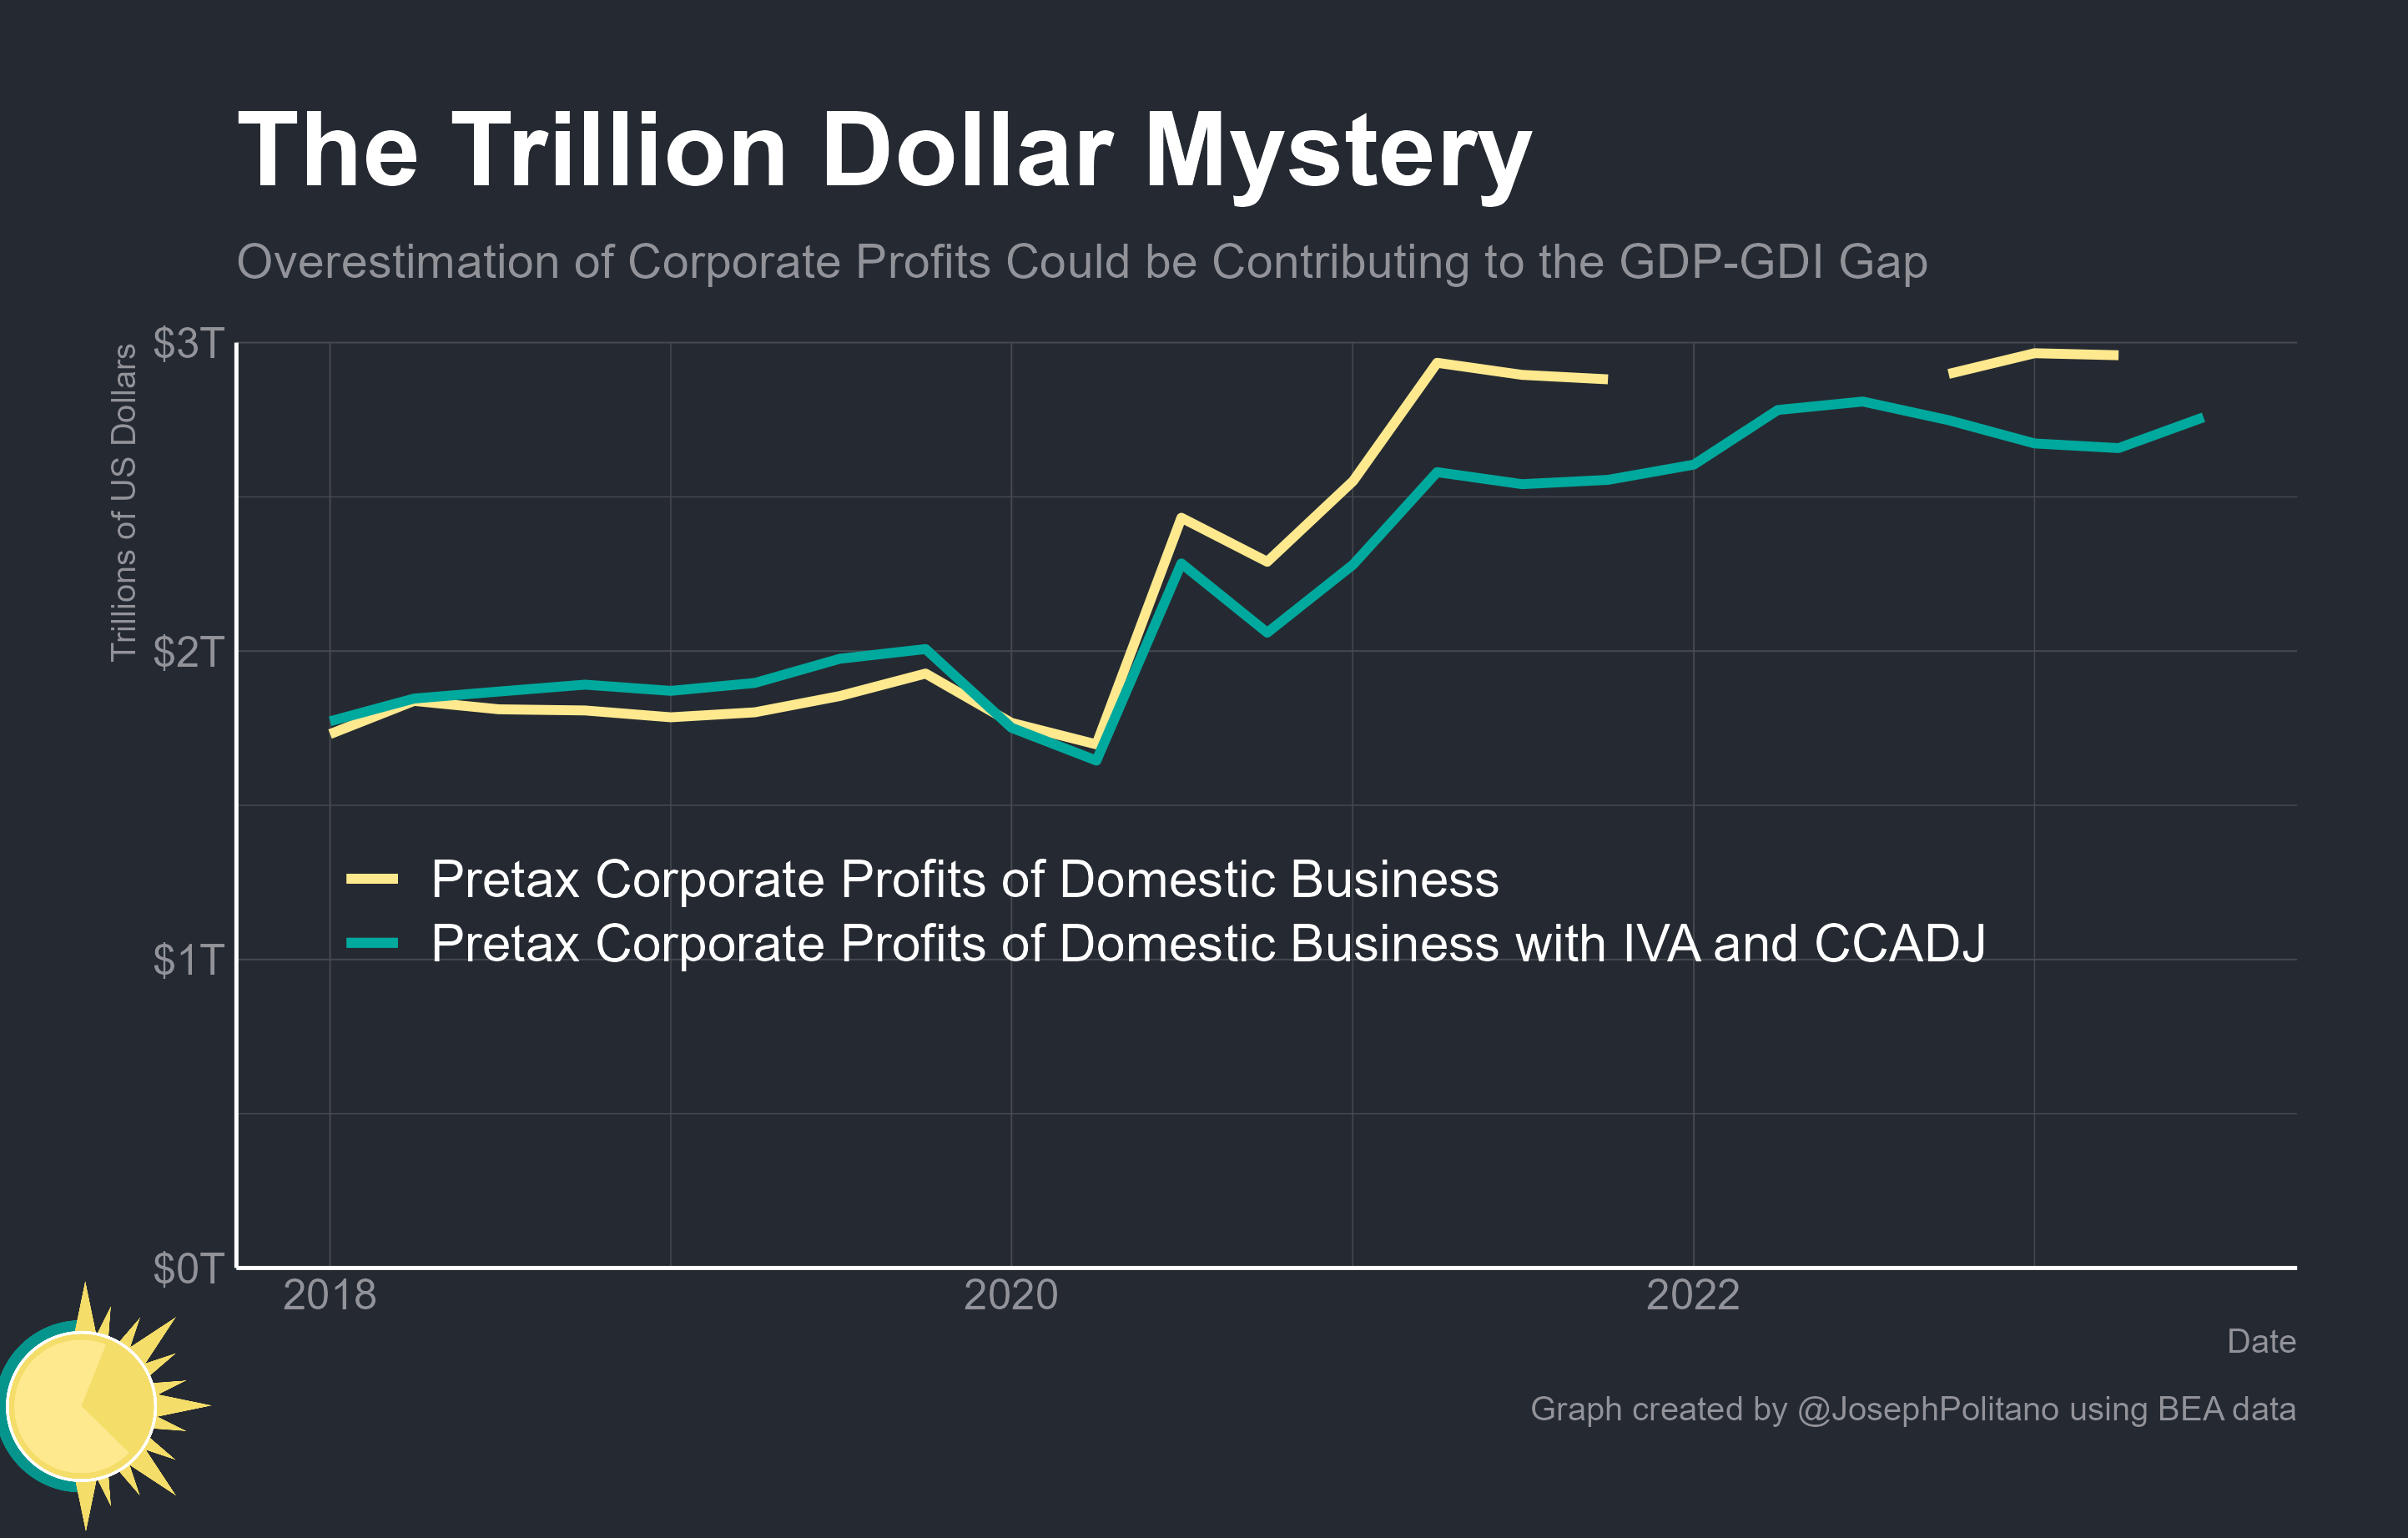 The Trillion Dollar Mystery
Overestimation of Corporate Profits Could be Contributing to the GDP-GDI Gap
Trillions of US Dollars
$3T
$2T
$1T
$0T
Pretax Corporate Profits of Domestic Business
Pretax Corporate Profits of Domestic Business with IVA and CCADJ
2018
2020
2022
Date
Graph created by @JosephPolitano using BEA data